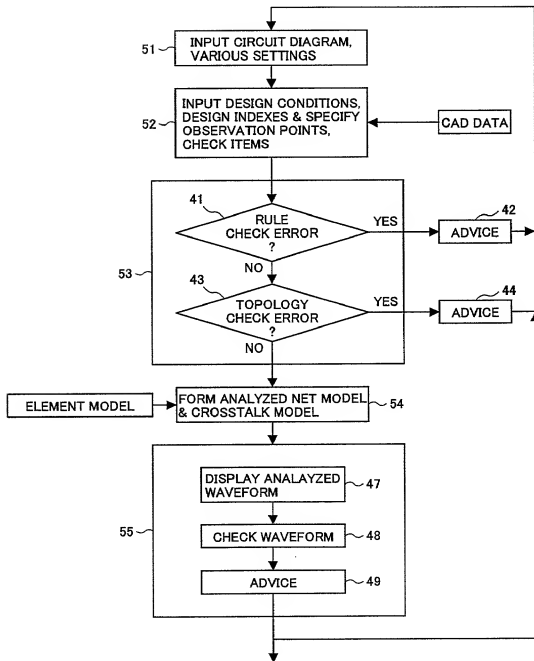 51
INPUT CIRCUIT DIAGRAM,
VARIOUS SETTINGS
52
INPUT DESIGN CONDITIONS,
DESIGN INDEXES & SPECIFY
OBSERVATION POINTS,
CHECK ITEMS
CAD DATA
53
41
RULE
CHECK ERROR
?
YES
42
ADVICE
NO
43
TOPOLOGY
CHECK ERROR
?
YES
44
ADVICE
NO
ELEMENT MODEL
FORM ANALYZED NET MODEL
& CROSSTALK MODEL
54
55
DISPLAY ANALAYZED
WAVEFORM
47
CHECK WAVEFORM
48
ADVICE
49